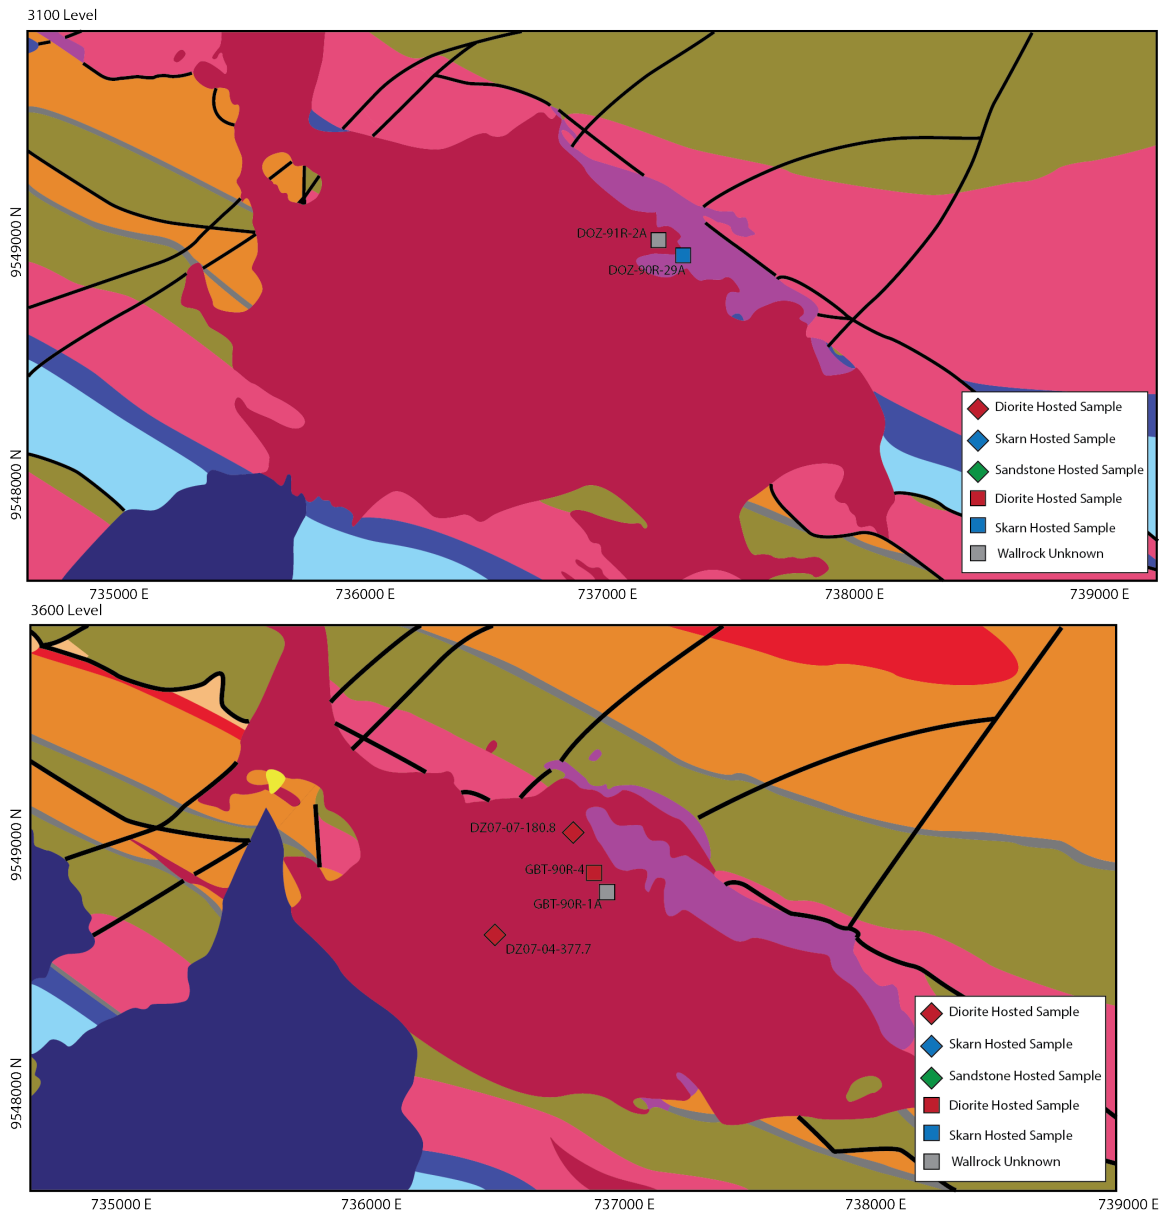 3100 Level
9549000 N
DOZ-91R-2A
DOZ-90R-29A
9548000 N
Diorite Hosted Sample
Skarn Hosted Sample
Sandstone Hosted Sample
Diorite Hosted Sample
Skarn Hosted Sample
Wallrock Unknown
735000 E
736000 E
737000 E
738000 E
739000 E
3600 Level
9549000 N
DZ07-07-180.8
GBT-90R-4
GBT-90R-1A
DZ07-04-377.7
9548000 N
Diorite Hosted Sample
Skarn Hosted Sample
Sandstone Hosted Sample
Diorite Hosted Sample
Skarn Hosted Sample
Wallrock Unknown
735000 E
736000 E
737000 E
738000 E
739000 E